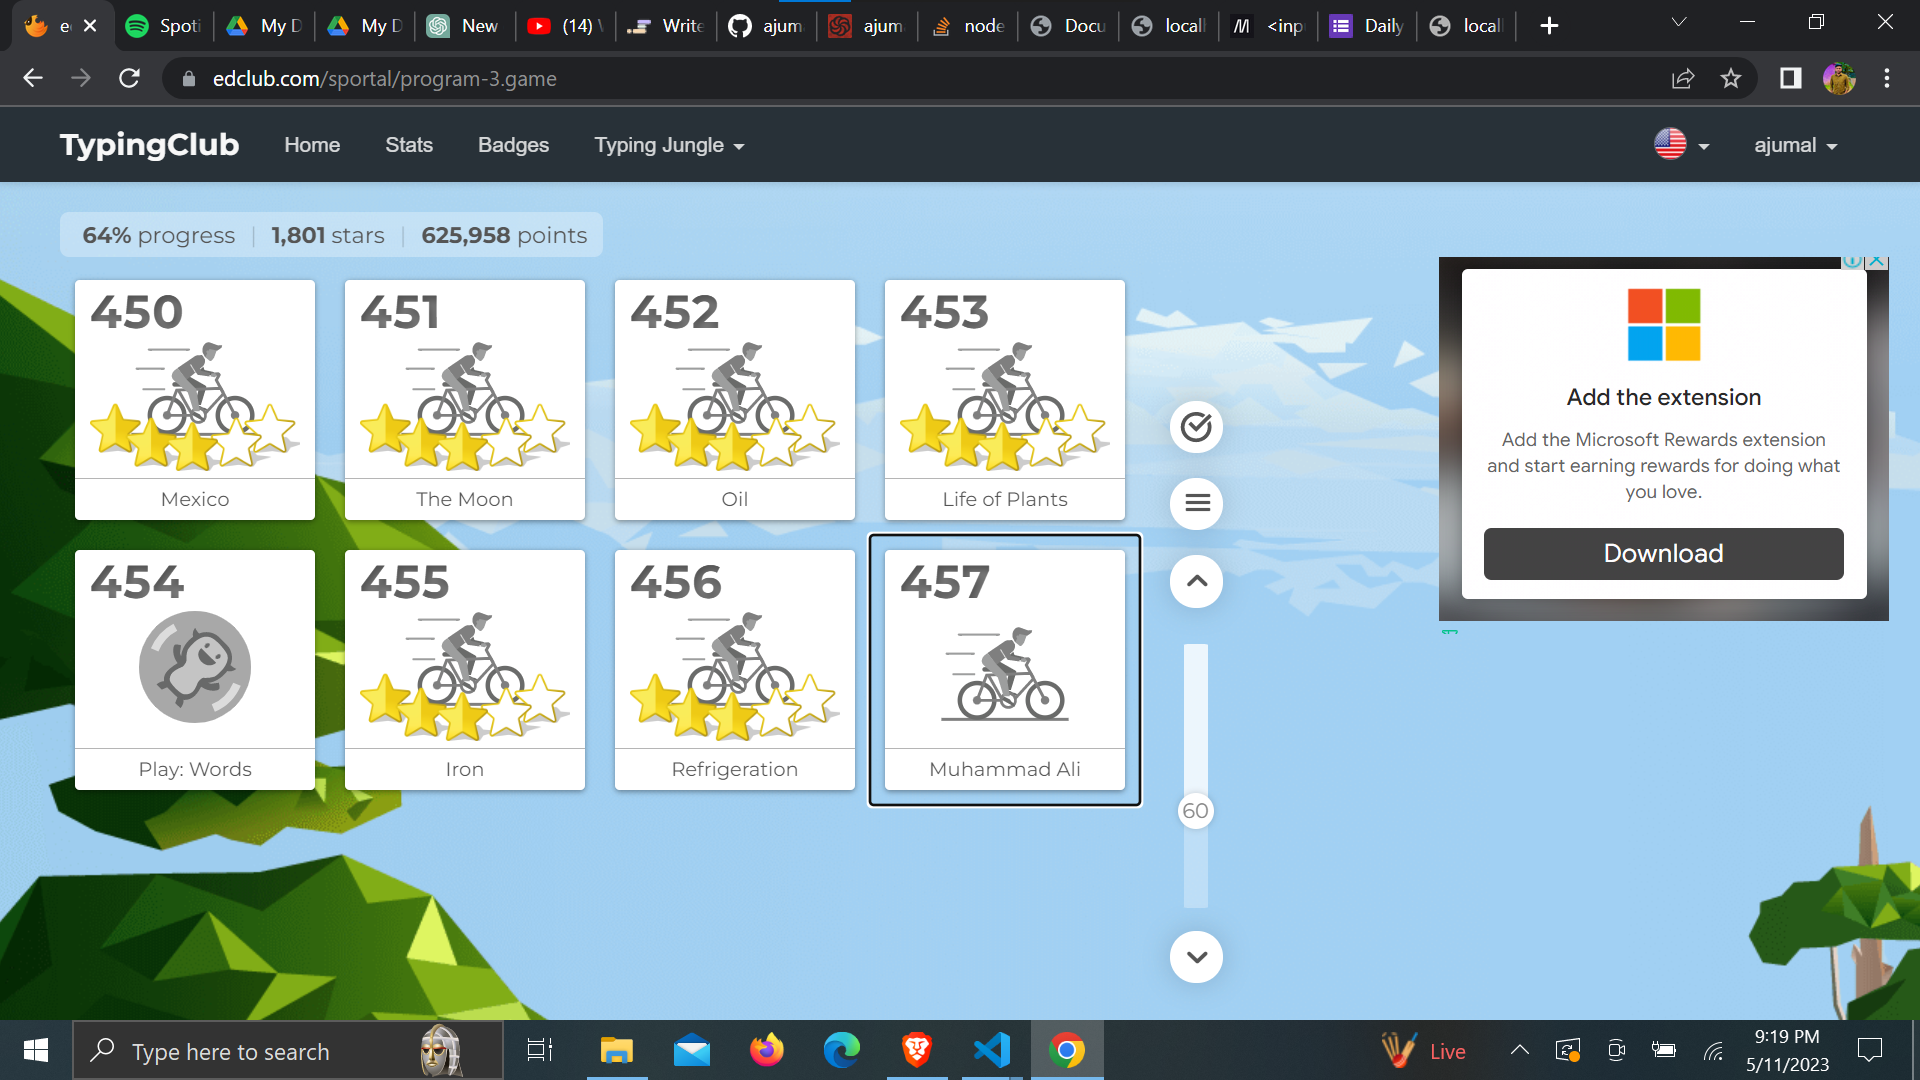 e
Spoti
My D
My D
New
(14)
Write
ajum
ajum
node
Docu
local
<inp
Daily
local
edclub.com/sportal/program-3.game
TypingClub
Home
Stats
Badges
Typing Jungle
ajumal
64% progress | 1,801 stars | 625,958 points
450
451
452
453
Mexico
The Moon
Oil
Life of Plants
454
455
456
457
Play: Words
Iron
Refrigeration
Muhammad Ali
60
Add the extension
Add the Microsoft Rewards extension
and start earning rewards for doing what
you love.
Download
Type here to search
Live
9:19 PM
5/11/2023